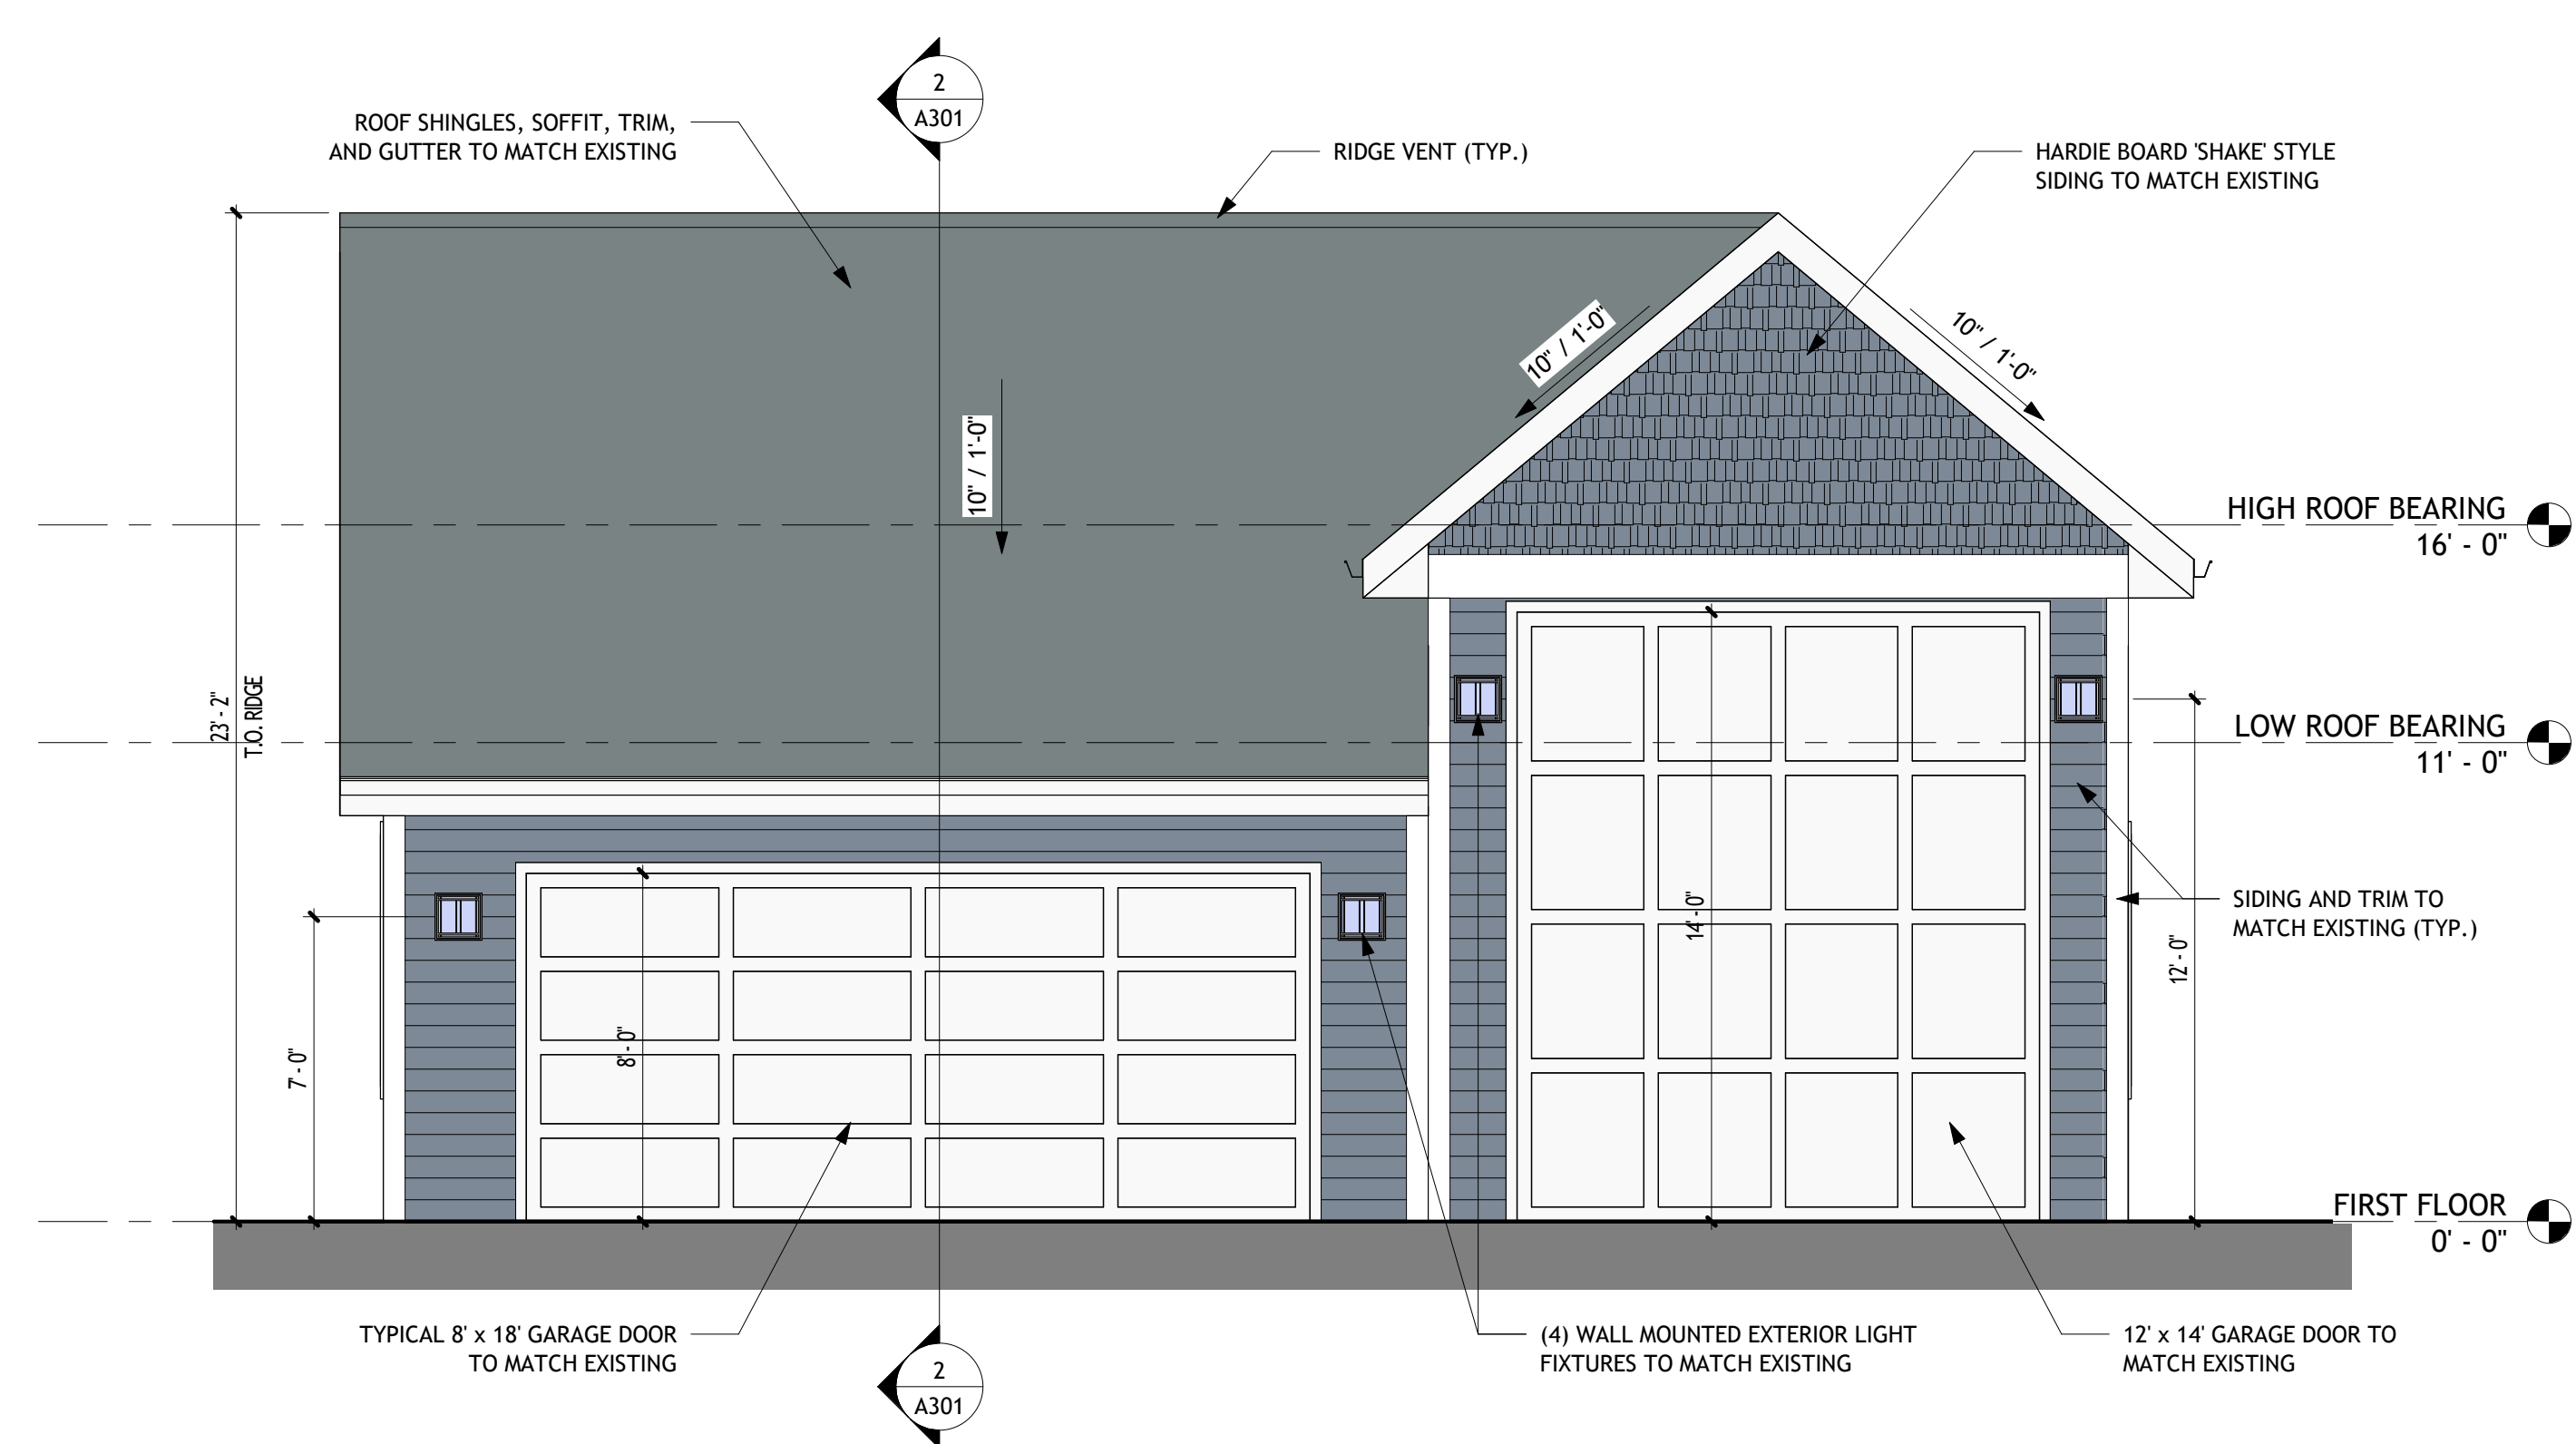 2
A301
ROOF SHINGLES, SOFFIT, TRIM,
AND GUTTER TO MATCH EXISTING
RIDGE VENT (TYP.)
HARDIE BOARD 'SHAKE' STYLE
SIDING TO MATCH EXISTING
10" / 1'-0"
10" / 1'-0"
10" / 1'-0"
HIGH ROOF BEARING
16' - 0"
23' - 2"
T.O. RIDGE
LOW ROOF BEARING
11' - 0"
SIDING AND TRIM TO
MATCH EXISTING (TYP.)
14' - 0"
12' - 0"
7' - 0"
8' - 0"
FIRST FLOOR
0' - 0"
TYPICAL 8' x 18' GARAGE DOOR
TO MATCH EXISTING
2
A301
(4) WALL MOUNTED EXTERIOR LIGHT
FIXTURES TO MATCH EXISTING
12' x 14' GARAGE DOOR TO
MATCH EXISTING